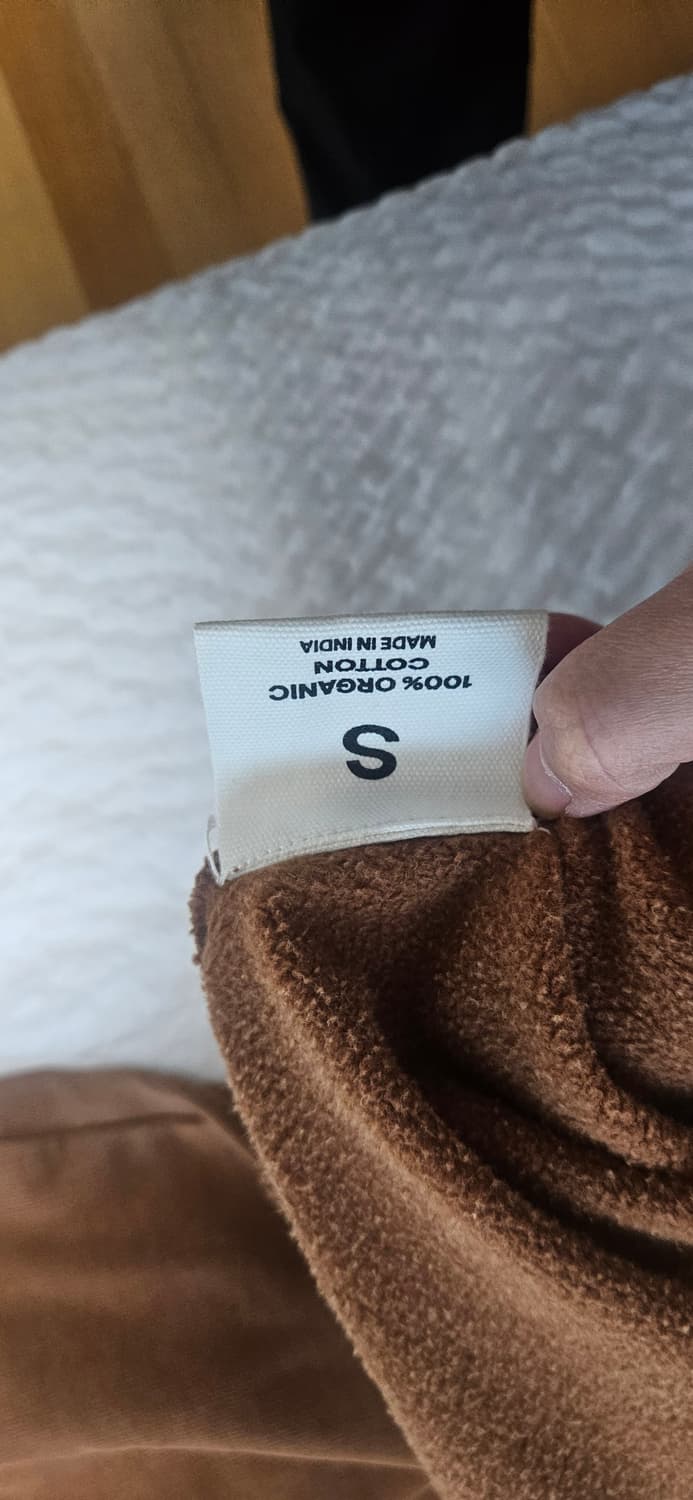 S
100% ORGANIC
COTTON
MADE IN INDIA